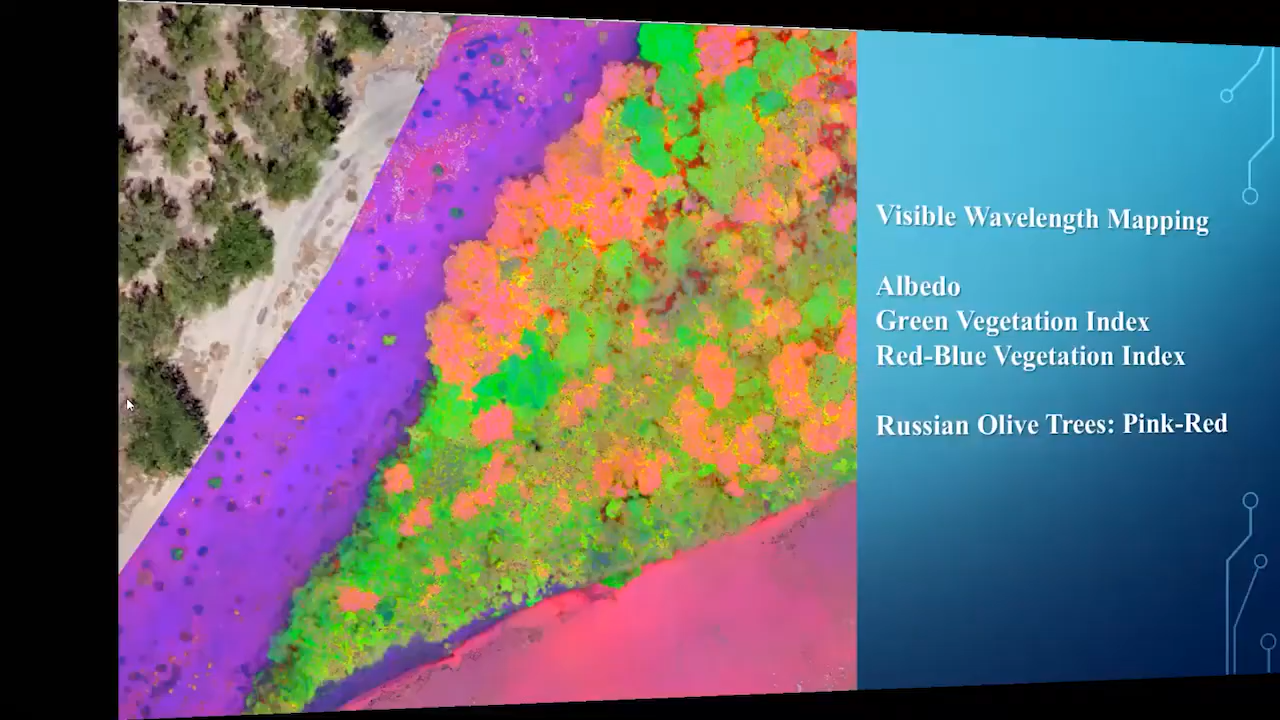 Visible Wavelength Mapping
Albedo
Green Vegetation Index
Red-Blue Vegetation Index
Russian Olive Trees: Pink-Red